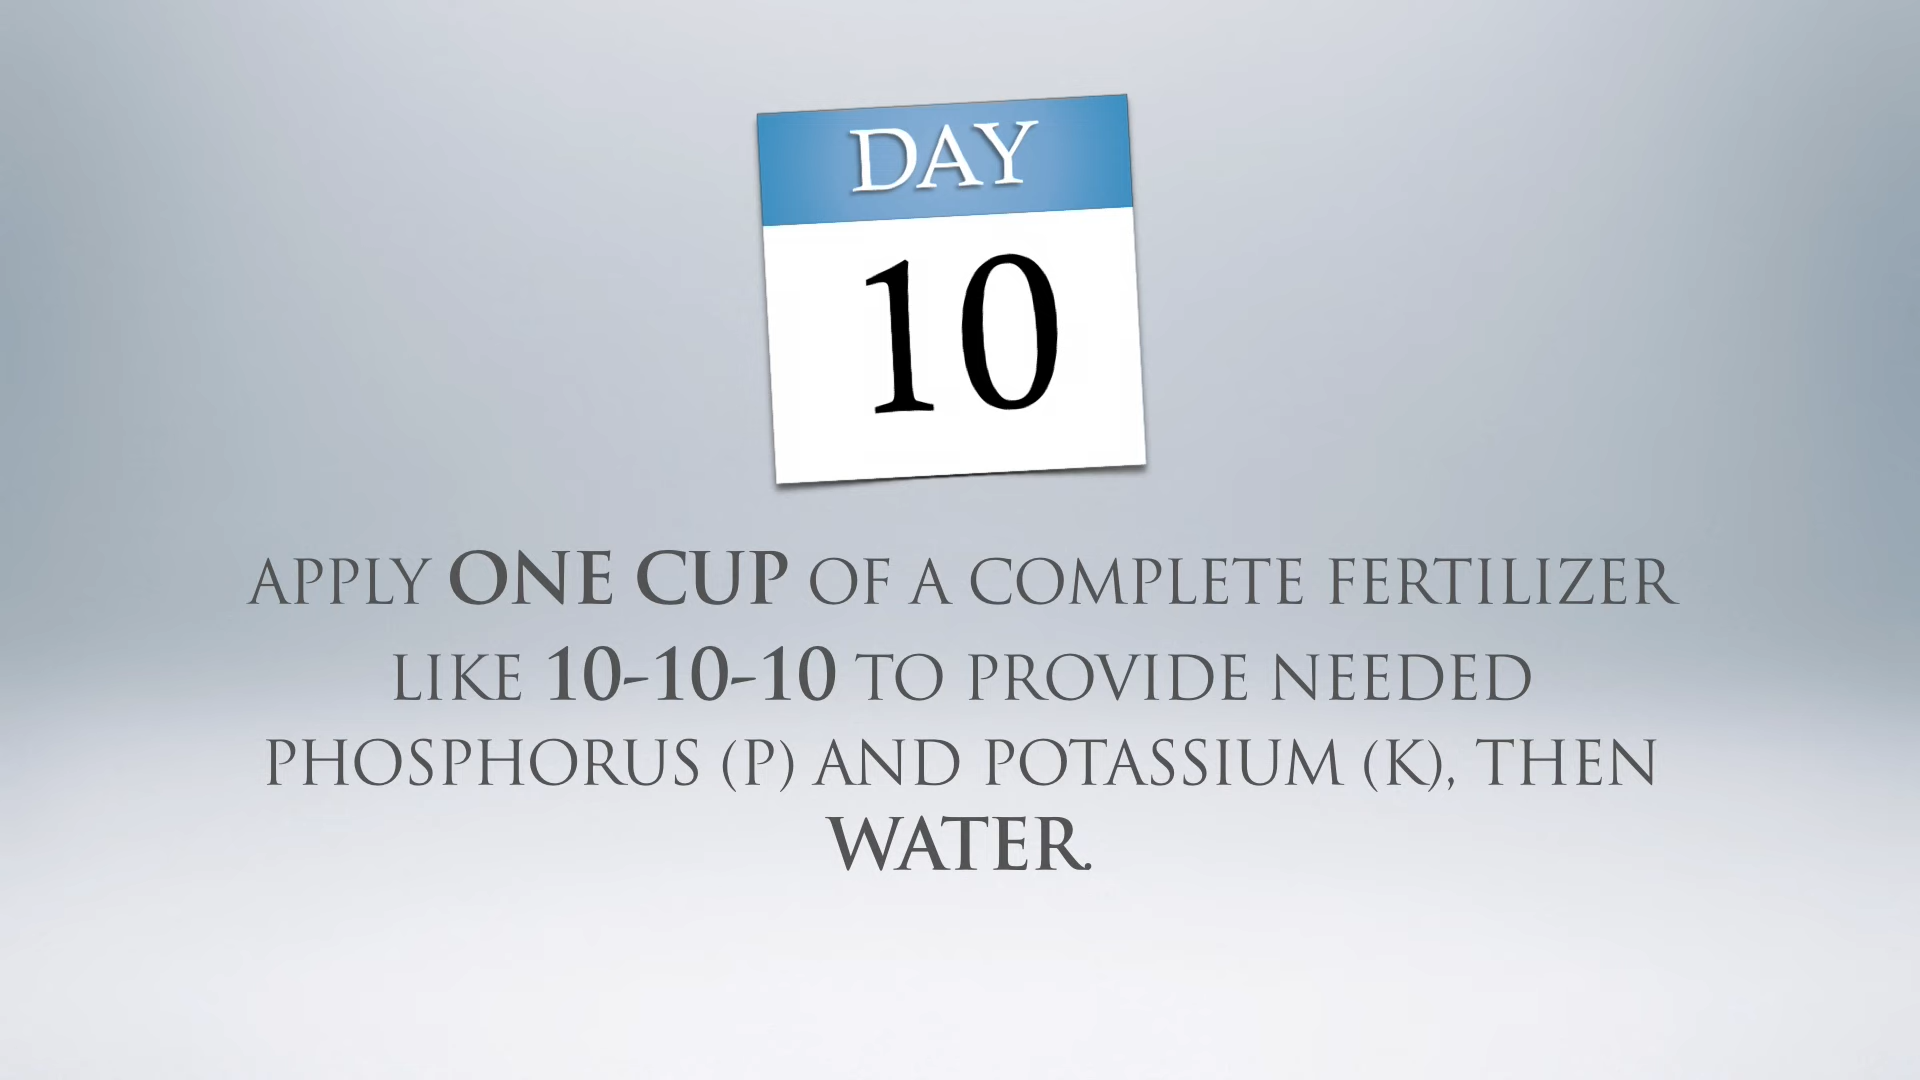 DAY
10
APPLY ONE CUP OF A COMPLETE FERTILIZER
LIKE 10-10-10 TO PROVIDE NEEDED
PHOSPHORUS (P) AND POTASSIUM (K), THEN
WATER.